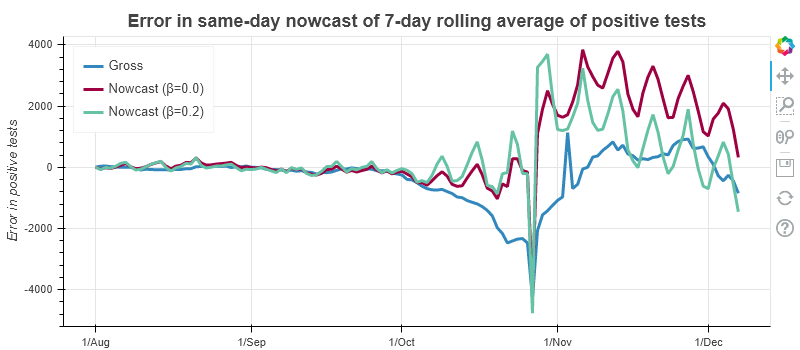 Error in same-day nowcast of 7-day rolling average of positive tests
Error in positive tests
4000
2000
0
-2000
-4000
Gross
Nowcast (β=0.0)
Nowcast (β=0.2)
1/Aug
1/Sep
1/Oct
1/Nov
1/Dec